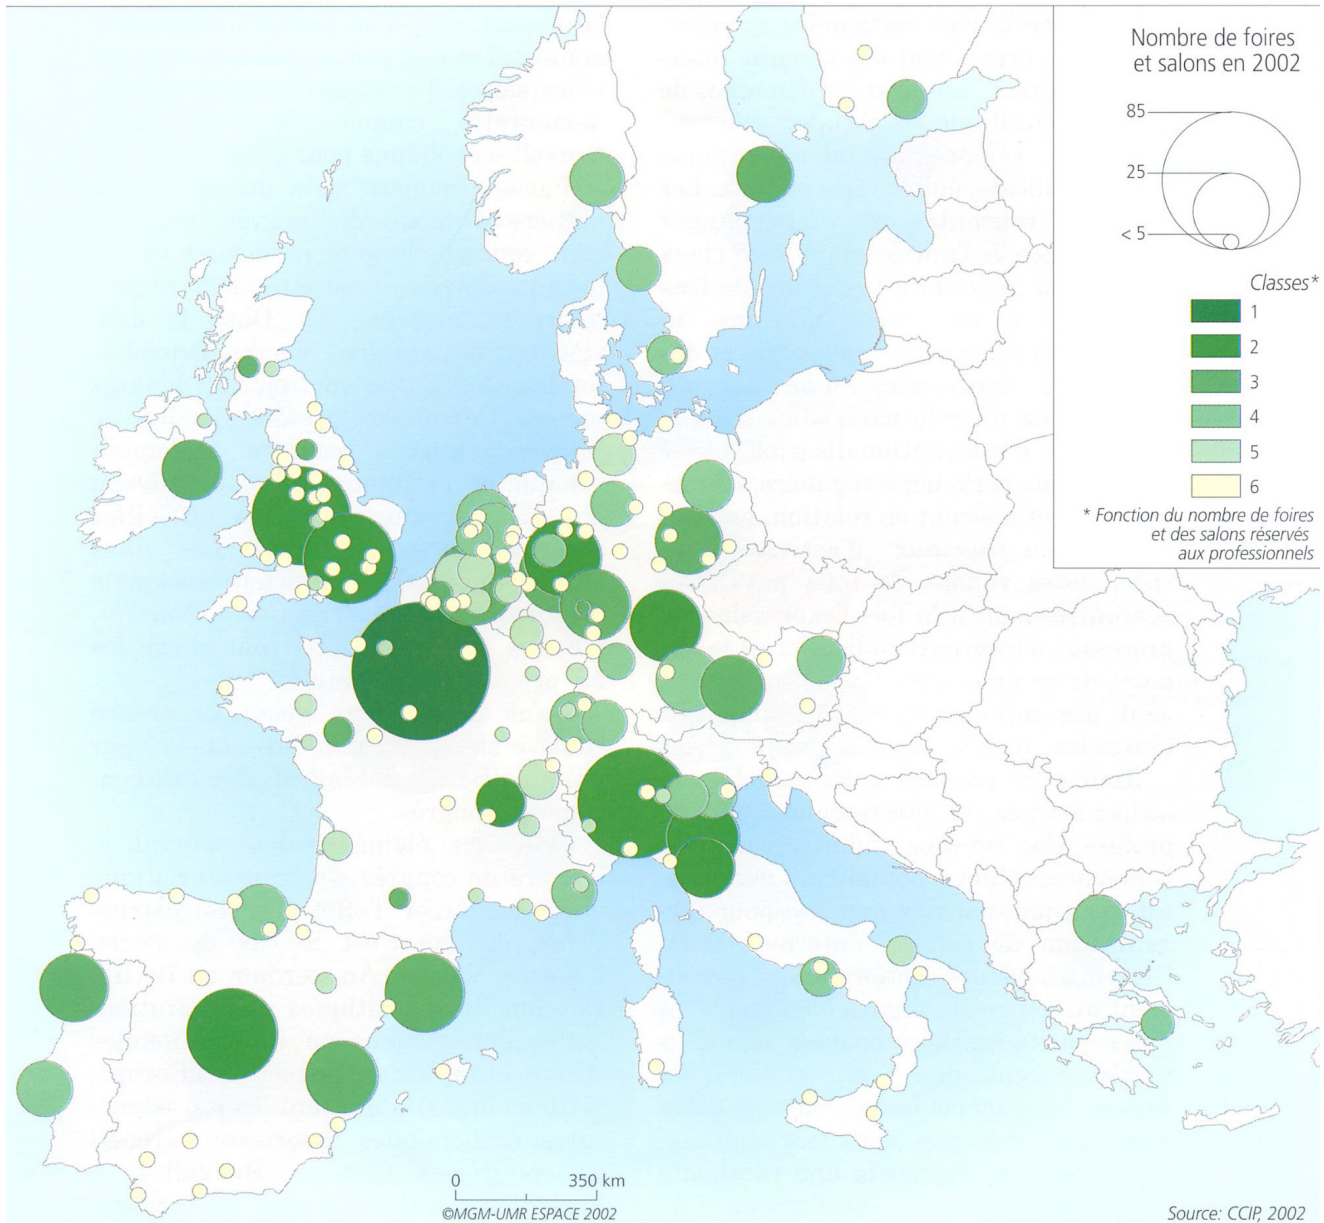 Nombre de foires
et salons en 2002
85
25
< 5
Classes*
1
2
3
4
5
6
* Fonction du nombre de foires
et des salons réservés
aux professionnels
0 350 km
©MGM-UMR ESPACE 2002
Source: CCIP, 2002